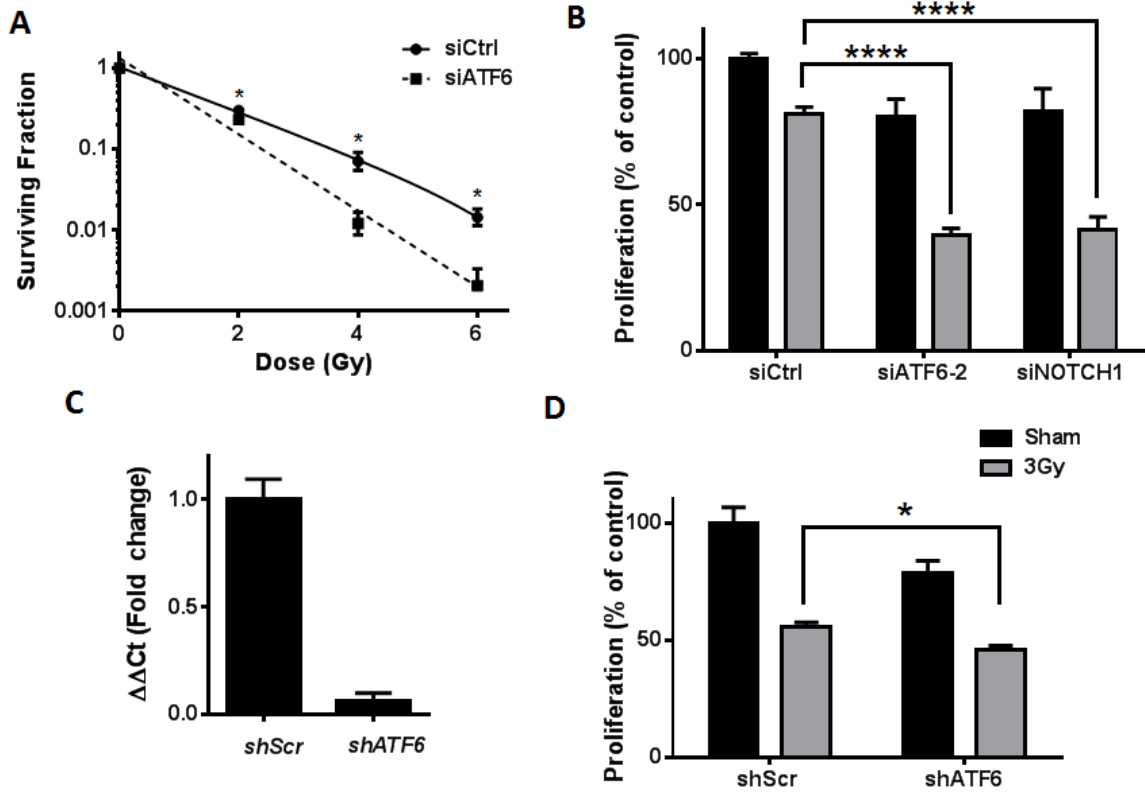 A
siCtrl
siATF6
Surviving Fraction
1
0.1
0.01
0.001
*
*
*
0
2
4
6
Dose (Gy)
B
****
****
Proliferation (% of control)
100
50
0
siCtrl
siATF6-2
siNOTCH1
C
ΔΔCt (Fold change)
1.0
0.5
0.0
shScr
shATF6
D
Sham
3Gy
*
Proliferation (% of control)
100
50
0
shScr
shATF6